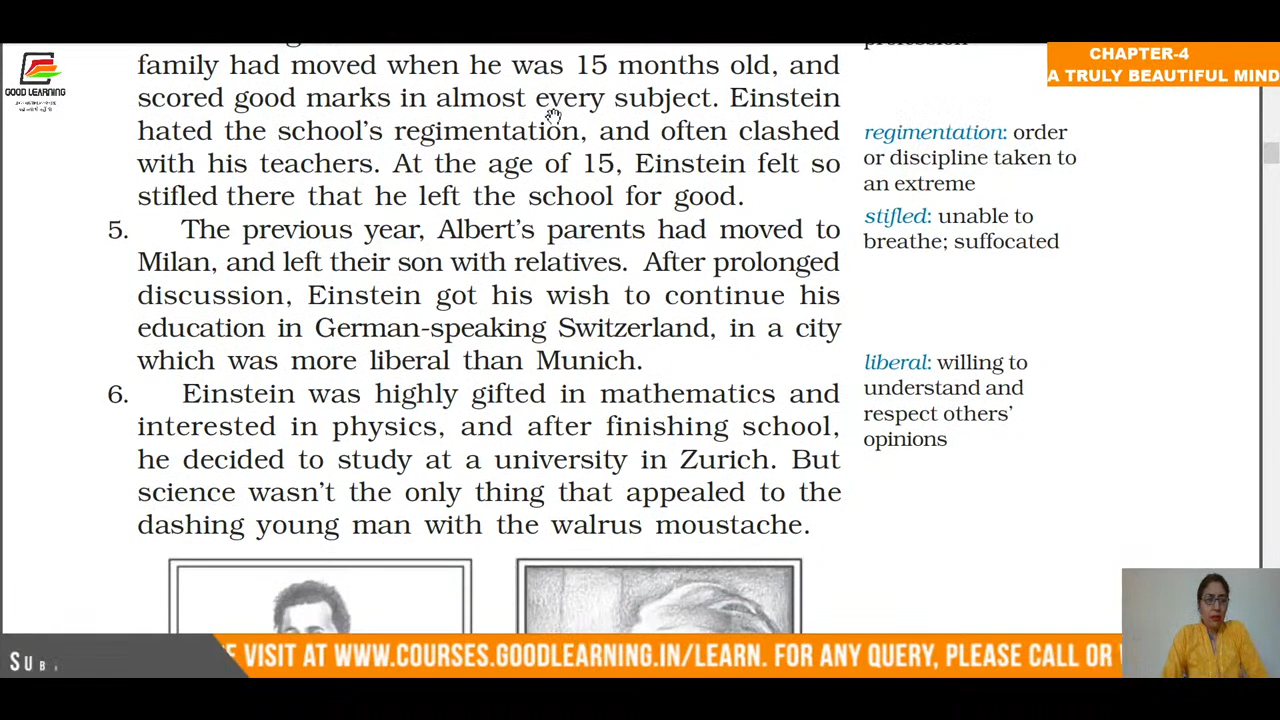 GOOD LEARNING
CHAPTER-4
A TRULY BEAUTIFUL MIND
family had moved when he was 15 months old, and
scored good marks in almost every subject. Einstein
hated the school's regimentation, and often clashed
with his teachers. At the age of 15, Einstein felt so
stifled there that he left the school for good.
5. The previous year, Albert's parents had moved to
Milan, and left their son with relatives. After prolonged
discussion, Einstein got his wish to continue his
education in German-speaking Switzerland, in a city
which was more liberal than Munich.
6. Einstein was highly gifted in mathematics and
interested in physics, and after finishing school,
he decided to study at a university in Zurich. But
science wasn't the only thing that appealed to the
dashing young man with the walrus moustache.
regimentation: order
or discipline taken to
an extreme
stifled: unable to
breathe; suffocated
liberal: willing to
understand and
respect others'
opinions
SUB
VISIT AT WWW.COURSES.GOODLEARNING.IN/LEARN. FOR ANY QUERY, PLEASE CALL OR